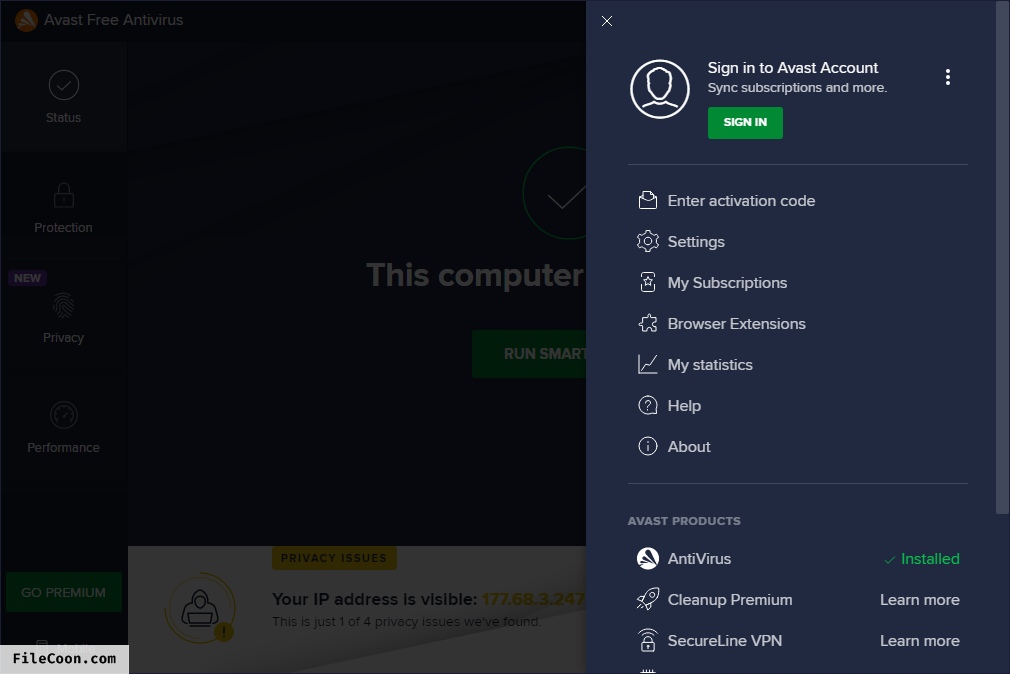 Avast Free Antivirus
Status
Protection
NEW
Privacy
Performance
GO PREMIUM
FileCoon.com
This computer
RUN SMART
PRIVACY ISSUES
Your IP address is visible: 177.68.3.247
This is just 1 of 4 privacy issues we've found.
Sign in to Avast Account
Sync subscriptions and more.
SIGN IN
Enter activation code
Settings
My Subscriptions
Browser Extensions
My statistics
Help
About
AVAST PRODUCTS
AntiVirus Installed
Cleanup Premium Learn more
SecureLine VPN Learn more